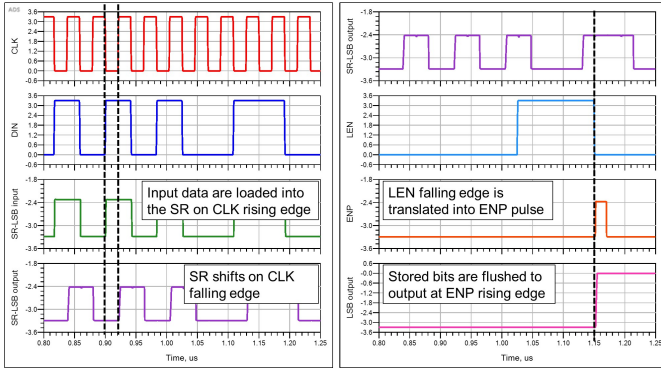 ADS
CLK
3.6
3.0
2.4
1.8
1.2
0.6
0.0
-0.6
DIN
3.6
3.0
2.4
1.8
1.2
0.6
0.0
-0.6
SR-LSB input
-1.8
-2.4
-3.0
-3.6
Input data are loaded into
the SR on CLK rising edge
SR-LSB output
-1.8
-2.4
-3.0
-3.6
SR shifts on CLK
falling edge
0.80 0.85 0.90 0.95 1.00 1.05 1.10 1.15 1.20 1.25
Time, us
SR-LSB output
-1.8
-2.4
-3.0
-3.6
LEN
3.6
3.0
2.4
1.8
1.2
0.6
0.0
-0.6
ENP
-1.8
-2.4
-3.0
-3.6
LEN falling edge is
translated into ENP pulse
LSB output
0.6
0.0
-0.6
-1.2
-1.8
-2.4
-3.0
-3.6
Stored bits are flushed to
output at ENP rising edge
0.80 0.85 0.90 0.95 1.00 1.05 1.10 1.15 1.20 1.25
Time, us